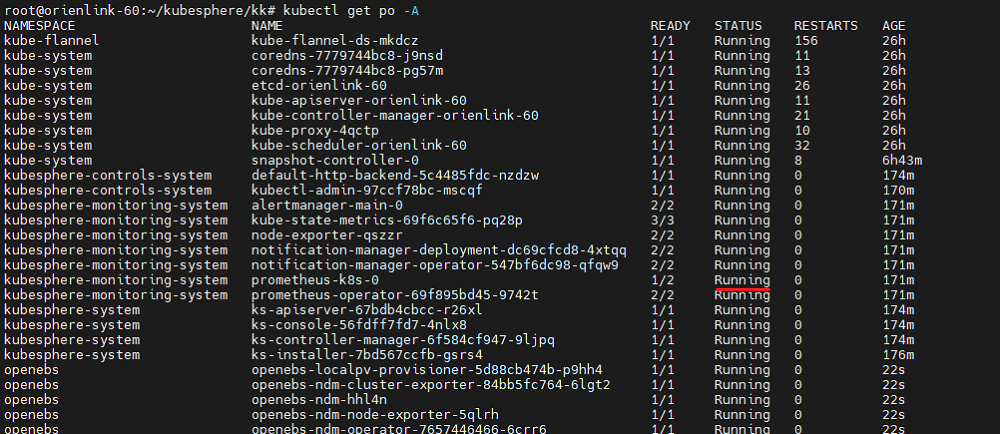 root@orienlink-60:~/kubesphere/kk# kubectl get po -A
NAMESPACE NAME READY STATUS RESTARTS AGE
kube-flannel kube-flannel-ds-mkdcz 1/1 Running 156 26h
kube-system coredns-7779744bc8-j9nsd 1/1 Running 11 26h
kube-system coredns-7779744bc8-pg57m 1/1 Running 13 26h
kube-system etcd-orienlink-60 1/1 Running 26 26h
kube-system kube-apiserver-orienlink-60 1/1 Running 11 26h
kube-system kube-controller-manager-orienlink-60 1/1 Running 21 26h
kube-system kube-proxy-4qctp 1/1 Running 10 26h
kube-system kube-scheduler-orienlink-60 1/1 Running 32 26h
kube-system snapshot-controller-0 1/1 Running 8 6h43m
kubesphere-controls-system default-http-backend-5c4485fdc-nzdzw 1/1 Running 0 174m
kubesphere-controls-system kubectl-admin-97ccf78bc-mscqf 1/1 Running 0 170m
kubesphere-monitoring-system alertmanager-main-0 2/2 Running 0 171m
kubesphere-monitoring-system kube-state-metrics-69f6c65f6-pq28p 3/3 Running 0 171m
kubesphere-monitoring-system node-exporter-qszzr 2/2 Running 0 171m
kubesphere-monitoring-system notification-manager-deployment-dc69cfcd8-4xtqq 2/2 Running 0 171m
kubesphere-monitoring-system notification-manager-operator-547bf6dc98-qfqw9 2/2 Running 0 171m
kubesphere-monitoring-system prometheus-k8s-0 1/2 Running 0 171m
kubesphere-monitoring-system prometheus-operator-69f895bd45-9742t 2/2 Running 0 171m
kubesphere-system ks-apiserver-67bdb4cbcc-r26xl 1/1 Running 0 174m
kubesphere-system ks-console-56fdff7fd7-4nlx8 1/1 Running 0 174m
kubesphere-system ks-controller-manager-6f584cf947-9ljpq 1/1 Running 0 174m
kubesphere-system ks-installer-7bd567ccfb-gsrs4 1/1 Running 0 176m
openebs openebs-localpv-provisioner-5d88cb474b-p9hh4 1/1 Running 0 22s
openebs openebs-ndm-cluster-exporter-84bb5fc764-6lgt2 1/1 Running 0 22s
openebs openebs-ndm-hhl4n 1/1 Running 0 22s
openebs openebs-ndm-node-exporter-5qlrh 1/1 Running 0 22s
openebs openebs-ndm-operator-7657446466-6crr6 1/1 Running 0 22s